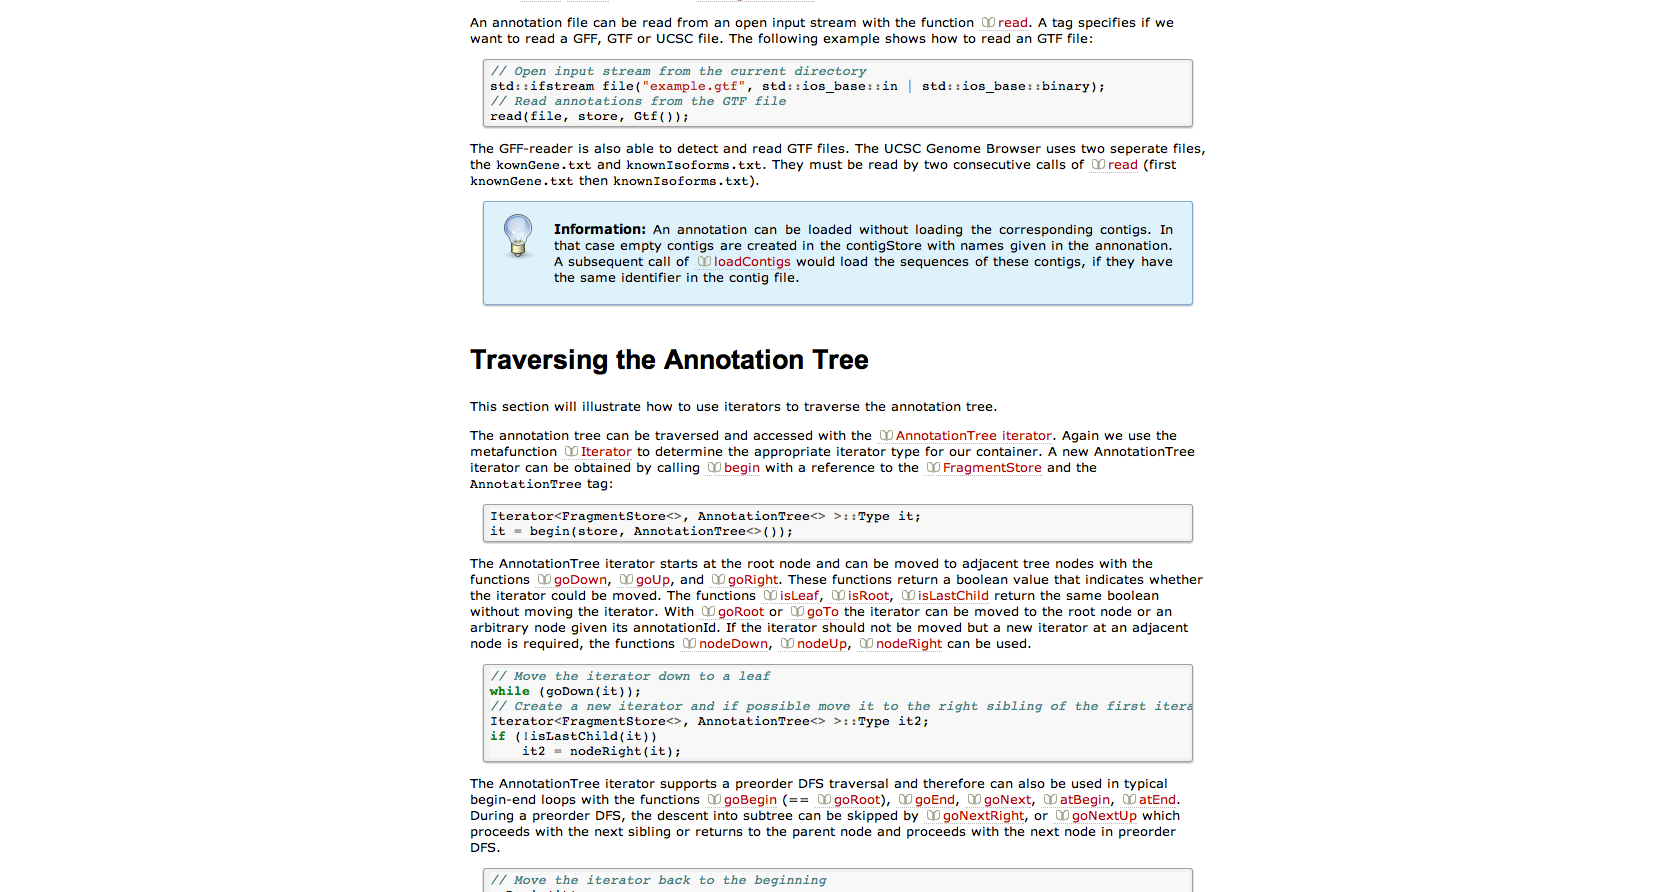 An annotation file can be read from an open input stream with the function read. A tag specifies if we
want to read a GFF, GTF or UCSC file. The following example shows how to read an GTF file:
// Open input stream from the current directory
std::ifstream file("example.gtf", std::ios_base::in | std::ios_base::binary);
// Read annotations from the GTF file
read(file, store, Gtf());
The GFF-reader is also able to detect and read GTF files. The UCSC Genome Browser uses two seperate files,
the kownGene.txt and knownIsoforms.txt. They must be read by two consecutive calls of read (first
knownGene.txt then knownIsoforms.txt).
Information: An annotation can be loaded without loading the corresponding contigs. In
that case empty contigs are created in the contigStore with names given in the annonation.
A subsequent call of loadContigs would load the sequences of these contigs, if they have
the same identifier in the contig file.
Traversing the Annotation Tree
This section will illustrate how to use iterators to traverse the annotation tree.
The annotation tree can be traversed and accessed with the AnnotationTree iterator. Again we use the
metafunction Iterator to determine the appropriate iterator type for our container. A new AnnotationTree
iterator can be obtained by calling begin with a reference to the FragmentStore and the
AnnotationTree tag:
Iterator<FragmentStore<>, AnnotationTree<> >::Type it;
it = begin(store, AnnotationTree<>());
The AnnotationTree iterator starts at the root node and can be moved to adjacent tree nodes with the
functions goDown, goUp, and goRight. These functions return a boolean value that indicates whether
the iterator could be moved. The functions isLeaf, isRoot, isLastChild return the same boolean
without moving the iterator. With goRoot or goTo the iterator can be moved to the root node or an
arbitrary node given its annotationId. If the iterator should not be moved but a new iterator at an adjacent
node is required, the functions nodeDown, nodeUp, nodeRight can be used.
// Move the iterator down to a leaf
while (goDown(it));
// Create a new iterator and if possible move it to the right sibling of the first itera
Iterator<FragmentStore<>, AnnotationTree<> >::Type it2;
if (!isLastChild(it))
    it2 = nodeRight(it);
The AnnotationTree iterator supports a preorder DFS traversal and therefore can also be used in typical
begin-end loops with the functions goBegin (== goRoot), goEnd, goNext, atBegin, atEnd.
During a preorder DFS, the descent into subtree can be skipped by goNextRight, or goNextUp which
proceeds with the next sibling or returns to the parent node and proceeds with the next node in preorder
DFS.
// Move the iterator back to the beginning